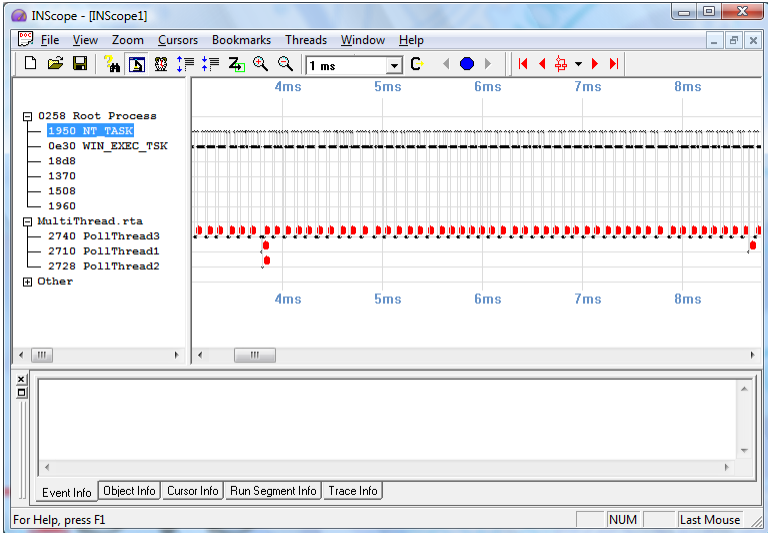 INScope - [INScope1]
DOC
File View Zoom Cursors Bookmarks Threads Window Help
1 ms
4ms 5ms 6ms 7ms 8ms
0258 Root Process
1950 NT_TASK
0e30 WIN_EXEC_TSK
18d8
1370
1508
1960
MultiThread.rta
2740 PollThread3
2710 PollThread1
2728 PollThread2
Other
4ms 5ms 6ms 7ms 8ms
Event Info Object Info Cursor Info Run Segment Info Trace Info
For Help, press F1 NUM Last Mouse